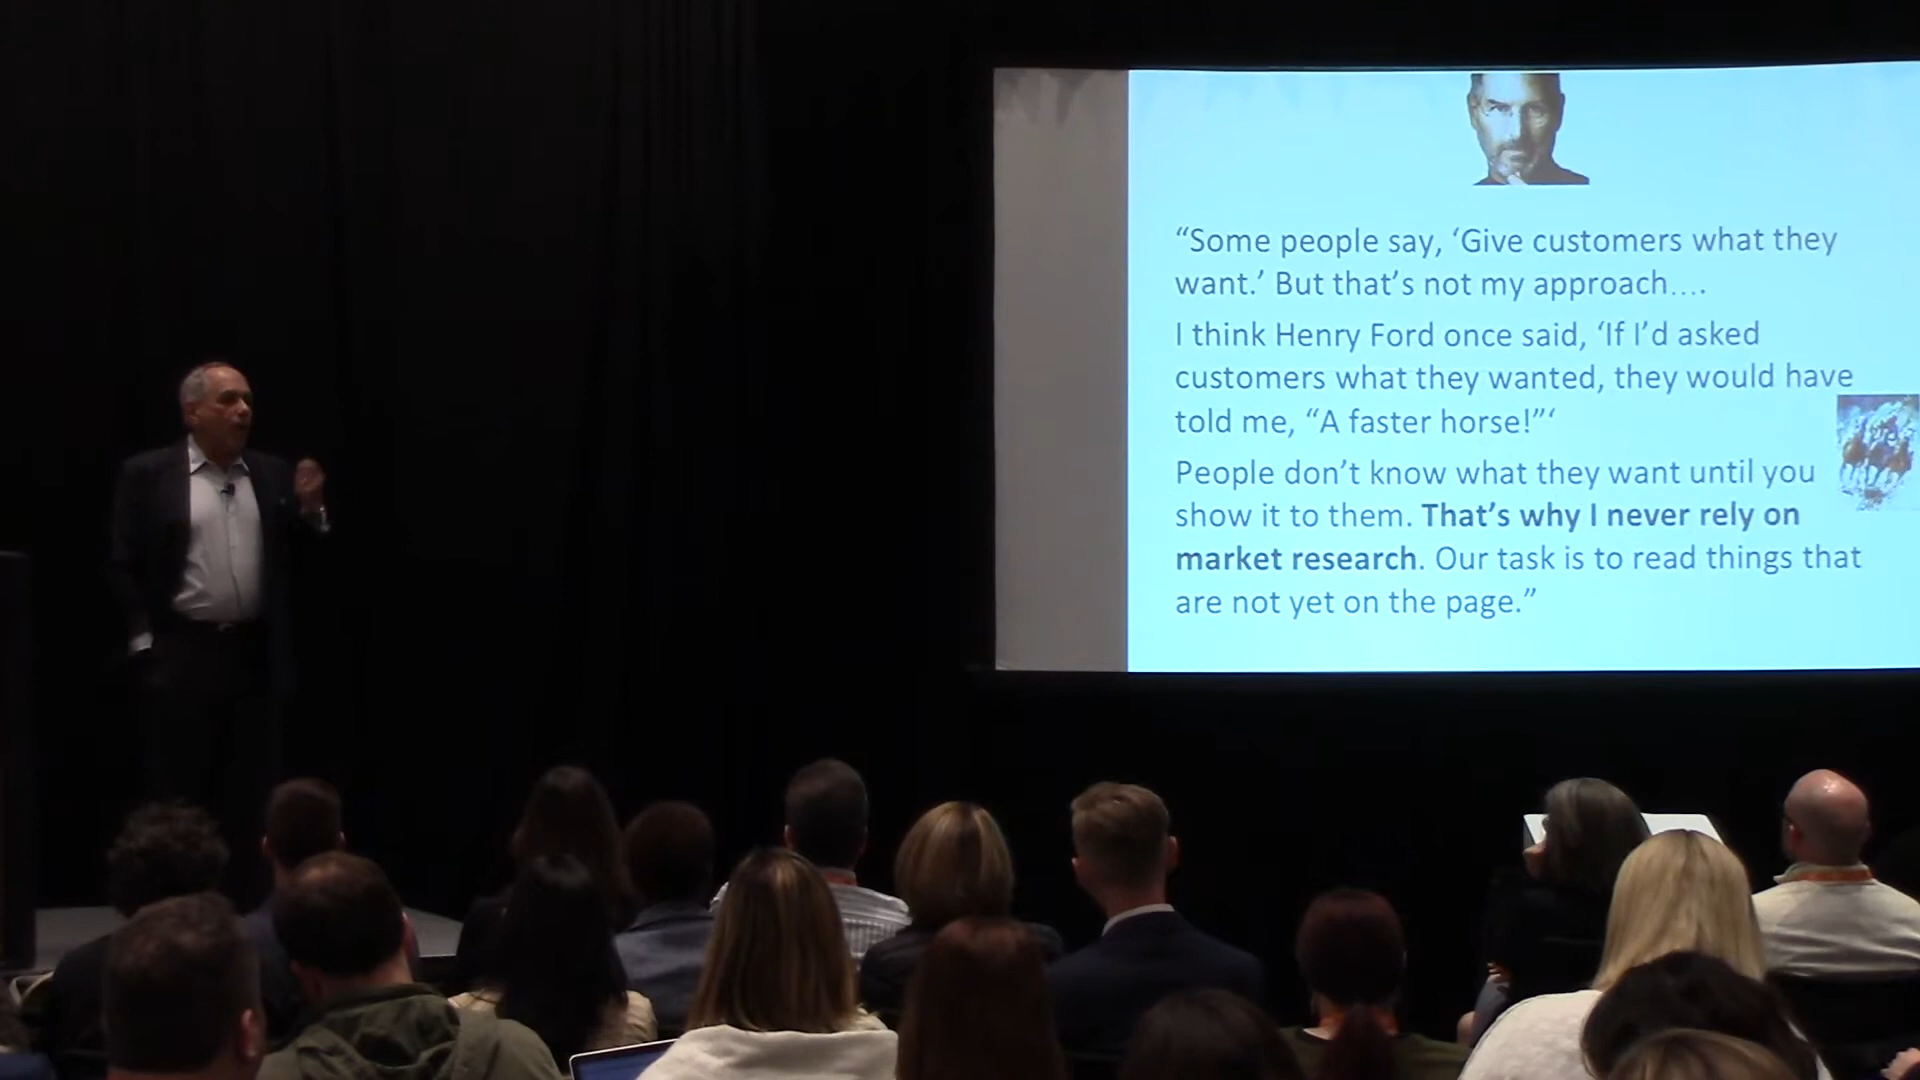 “Some people say, ‘Give customers what they
want.’ But that’s not my approach….
I think Henry Ford once said, ‘If I’d asked
customers what they wanted, they would have
told me, “A faster horse!”‘
People don’t know what they want until you
show it to them. That’s why I never rely on
market research. Our task is to read things that
are not yet on the page.”